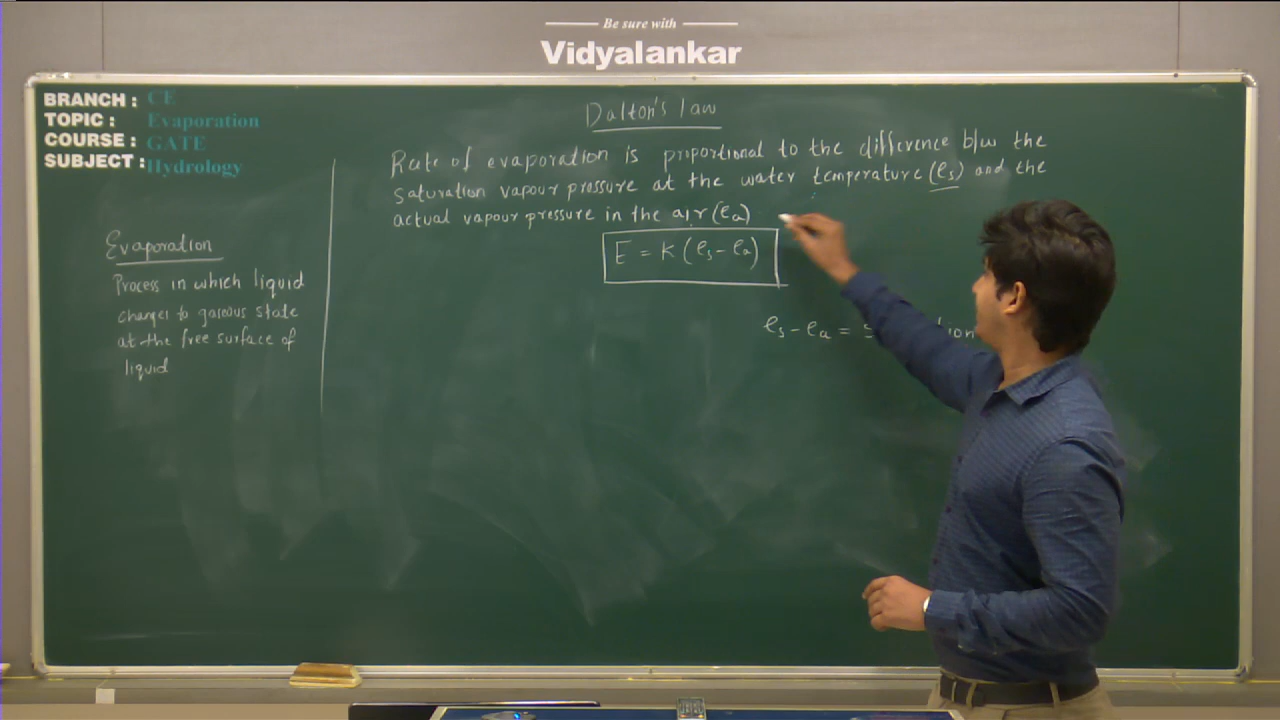 Be sure with
Vidyalankar
BRANCH : CE
TOPIC : Evaporation
COURSE : GATE
SUBJECT : Hydrology
Dalton's law
Rate of evaporation is proportional to the difference b/w the
saturation vapour pressure at the water temperature (es) and the
actual vapour pressure in the air (ea)
E = K (es - ea)
es - ea =
Evaporation
Process in which liquid
changes to gaseous state
at the free surface of
liquid